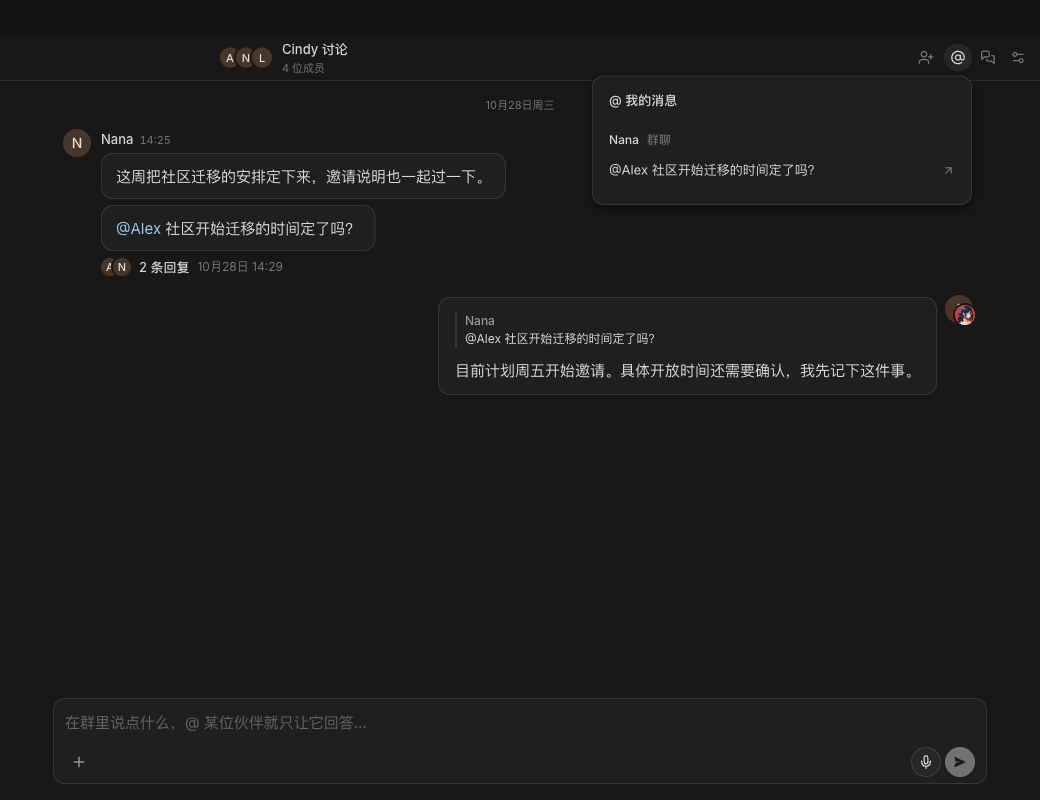 A N L
Cindy 讨论
4 位成员
@ 我的消息
Nana 群聊
@Alex 社区开始迁移的时间定了吗?
10月28日周三
N
Nana 14:25
这周把社区迁移的安排定下来，邀请说明也一起过一下。
@Alex 社区开始迁移的时间定了吗?
A N 2 条回复 10月28日 14:29
Nana
@Alex 社区开始迁移的时间定了吗?
目前计划周五开始邀请。具体开放时间还需要确认，我先记下这件事。
在群里说点什么，@ 某位伙伴就只让它回答...